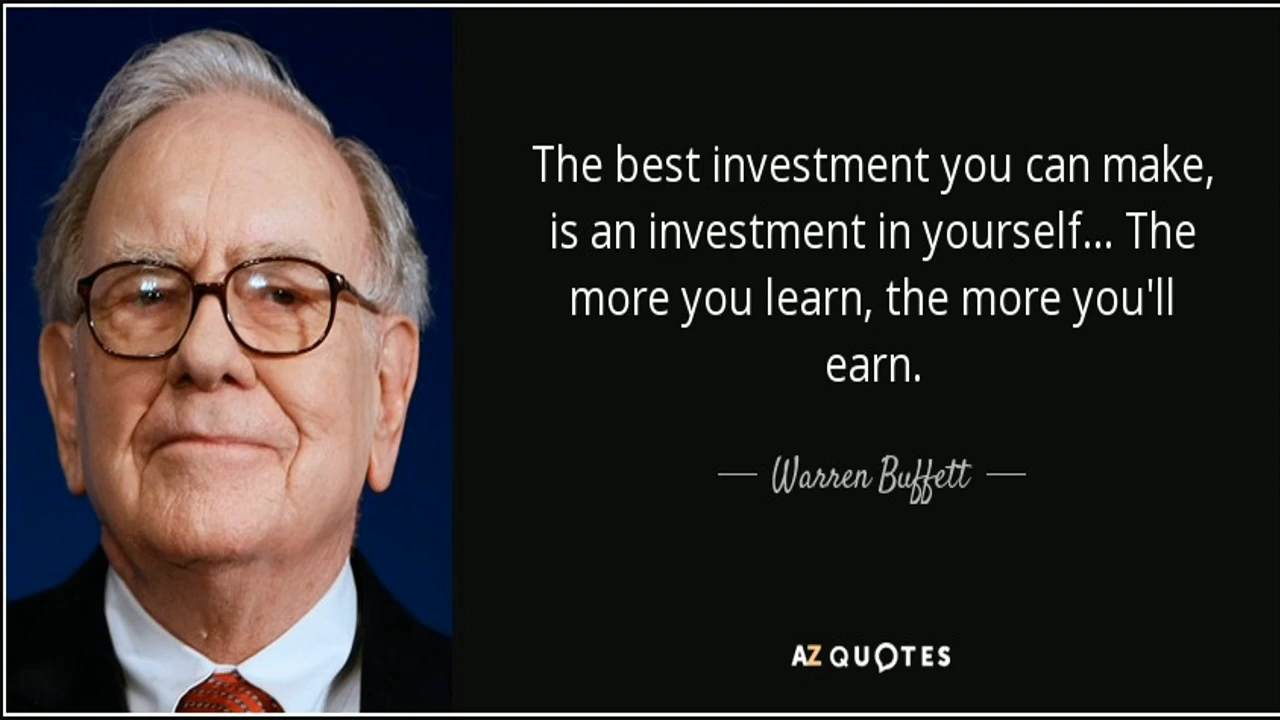 The best investment you can make,
is an investment in yourself... The
more you learn, the more you'll
earn.
Warren Buffett
AZ QUOTES